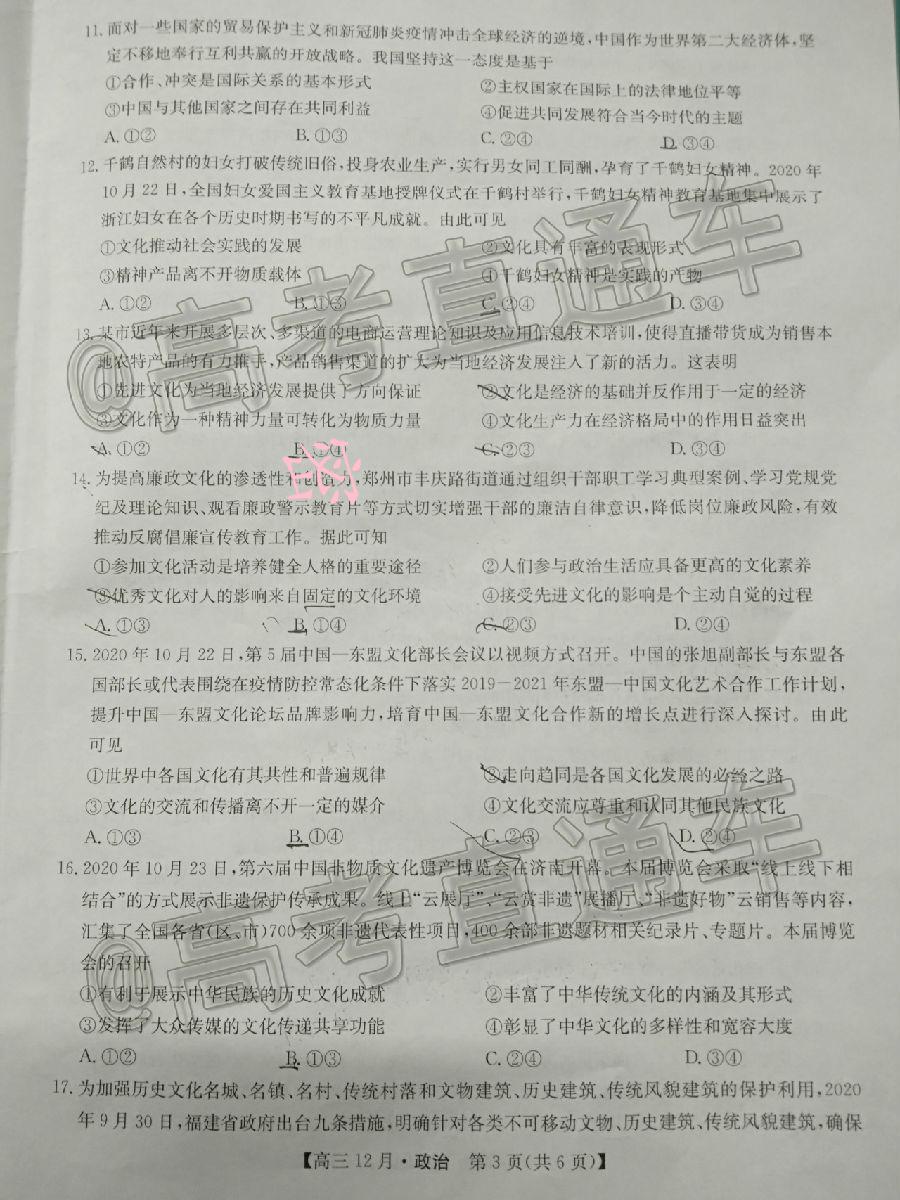 11. 面对一些国家的贸易保护主义和新冠肺炎疫情冲击全球经济的逆境,中国作为世界第二大经济体,坚
定不移地奉行互利共赢的开放战略。我国坚持这一态度是基于
①合作、冲突是国际关系的基本形式 ②主权国家在国际上的法律地位平等
③中国与其他国家之间存在共同利益 ④促进共同发展符合当今时代的主题
A. ①② B. ①③ C. ②④ D. ③④
12. 千鹤自然村的妇女打破传统旧俗,投身农业生产,实行男女同工同酬,孕育了千鹤妇女精神。2020 年
10 月 22 日,全国妇女爱国主义教育基地授牌仪式在千鹤村举行,千鹤妇女精神教育基地集中展示了
浙江妇女在各个历史时期书写的不平凡成就。由此可见
①文化推动社会实践的发展 ②文化具有丰富的表现形式
③精神产品离不开物质载体 ④千鹤妇女精神是实践的产物
A. ①② B. ①③ C. ②④ D. ③④
13. 某市近年来开展多层次、多渠道的电商运营理论知识及应用信息技术培训,使得直播带货成为销售本
地农特产品的有力推手,产品销售渠道的扩大为当地经济发展注入了新的活力。这表明
①先进文化为当地经济发展提供了方向保证 ②文化是经济的基础并反作用于一定的经济
③文化作为一种精神力量可转化为物质力量 ④文化生产力在经济格局中的作用日益突出
A. ①② B. ①④ C. ②③ D. ③④
14. 为提高廉政文化的渗透性和创新,郑州市丰庆路街道通过组织干部职工学习典型案例、学习党规党
纪及理论知识、观看廉政警示教育片等方式切实增强干部的廉洁自律意识,降低岗位廉政风险,有效
推动反腐倡廉宣传教育工作。据此可知
①参加文化活动是培养健全人格的重要途径 ②人们参与政治生活应具备更高的文化素养
③优秀文化对人的影响来自固定的文化环境 ④接受先进文化的影响是个主动自觉的过程
A. ①③ B. ①④ C. ②③ D. ②④
15. 2020 年 10 月 22 日,第 5 届中国—东盟文化部长会议以视频方式召开。中国的张旭副部长与东盟各
国部长或代表围绕在疫情防控常态化条件下落实 2019－2021 年东盟—中国文化艺术合作工作计划,
提升中国—东盟文化论坛品牌影响力,培育中国—东盟文化合作新的增长点进行深入探讨。由此
可见
①世界中各国文化有其共性和普遍规律 ②走向趋同是各国文化发展的必经之路
③文化的交流和传播离不开一定的媒介 ④文化交流应尊重和认同其他民族文化
A. ①③ B. ①④ C. ②③ D. ②④
16. 2020 年 10 月 23 日,第六届中国非物质文化遗产博览会在济南开幕。本届博览会采取“线上线下相
结合”的方式展示非遗保护传承成果。线上“云展厅”、“云赏非遗”展播厅、“非遗好物”云销售等内容,
汇集了全国各省(区、市)700 余项非遗代表性项目,400 余部非遗题材相关纪录片、专题片。本届博览
会的召开
①有利于展示中华民族的历史文化成就 ②丰富了中华传统文化的内涵及其形式
③发挥了大众传媒的文化传递共享功能 ④彰显了中华文化的多样性和宽容大度
A. ①② B. ①③ C. ②④ D. ③④
17. 为加强历史文化名城、名镇、名村、传统村落和文物建筑、历史建筑、传统风貌建筑的保护利用,2020
年 9 月 30 日,福建省政府出台九条措施,明确针对各类不可移动文物、历史建筑、传统风貌建筑,确保
【高三 12 月·政治 第 3 页(共 6 页)】
@高考直通车
@高考直通车